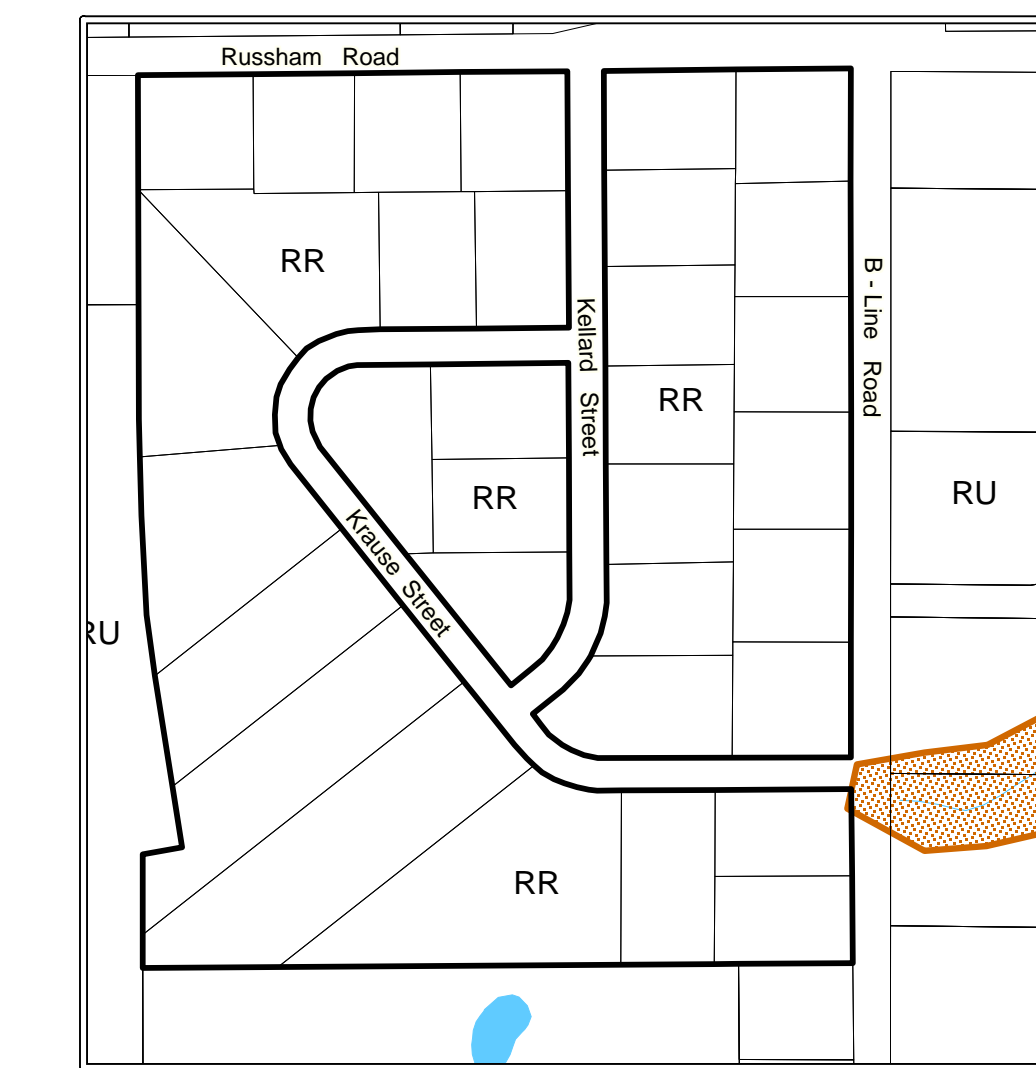 Russham Road
RR
B - Line Road
Kellard Street
RR
RU
RR
Krause Street
RU
RR